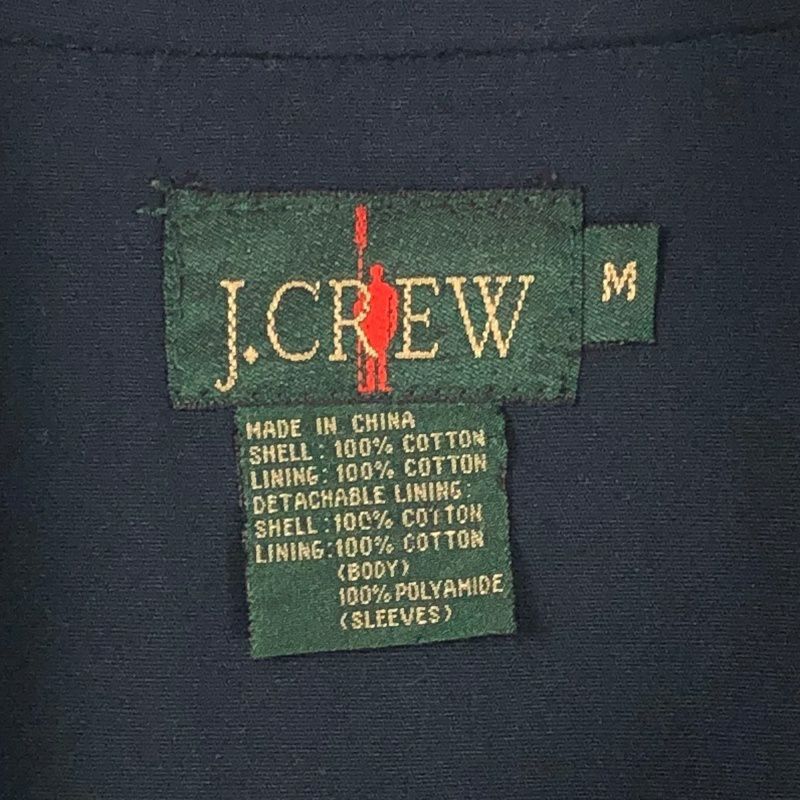 J.CREW
M
MADE IN CHINA
SHELL: 100% COTTON
LINING: 100% COTTON
DETACHABLE LINING:
SHELL: 100% COTTON
LINING: 100% COTTON
(BODY)
100% POLYAMIDE
(SLEEVES)